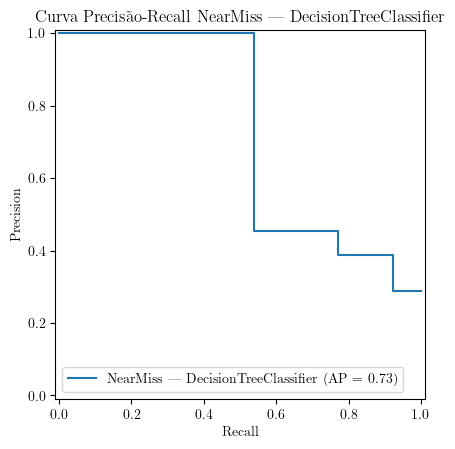 Curva Precisão-Recall NearMiss — DecisionTreeClassifier
1.0
0.8
0.6
0.4
0.2
0.0
Precision
NearMiss — DecisionTreeClassifier (AP = 0.73)
0.0 0.2 0.4 0.6 0.8 1.0
Recall